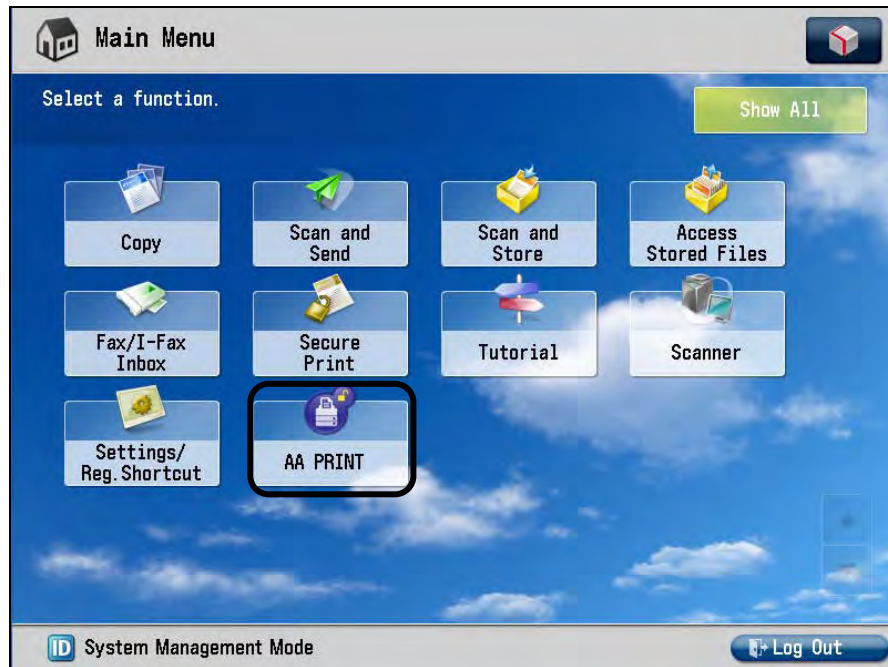 Main Menu
Select a function.
Show All
Copy
Scan and
Send
Scan and
Store
Access
Stored Files
Fax/I-Fax
Inbox
Secure
Print
Tutorial
Scanner
Settings/
Reg.Shortcut
AA PRINT
ID System Management Mode
Log Out